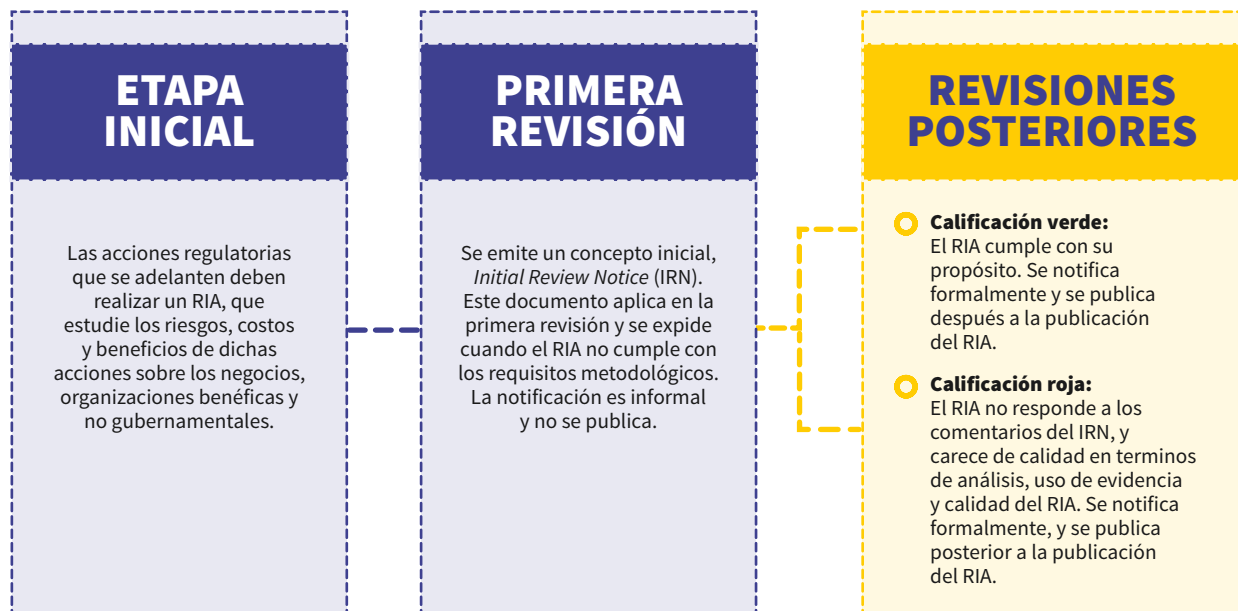 ETAPA
INICIAL
Las acciones regulatorias
que se adelanten deben
realizar un RIA, que
estudie los riesgos, costos
y beneficios de dichas
acciones sobre los negocios,
organizaciones benéficas y
no gubernamentales.
PRIMERA
REVISIÓN
Se emite un concepto inicial,
Initial Review Notice (IRN).
Este documento aplica en la
primera revisión y se expide
cuando el RIA no cumple con
los requisitos metodológicos.
La notificación es informal
y no se publica.
REVISIONES
POSTERIORES
Calificación verde:
El RIA cumple con su
propósito. Se notifica
formalmente y se publica
después a la publicación
del RIA.
Calificación roja:
El RIA no responde a los
comentarios del IRN, y
carece de calidad en terminos
de análisis, uso de evidencia
y calidad del RIA. Se notifica
formalmente, y se publica
posterior a la publicación
del RIA.